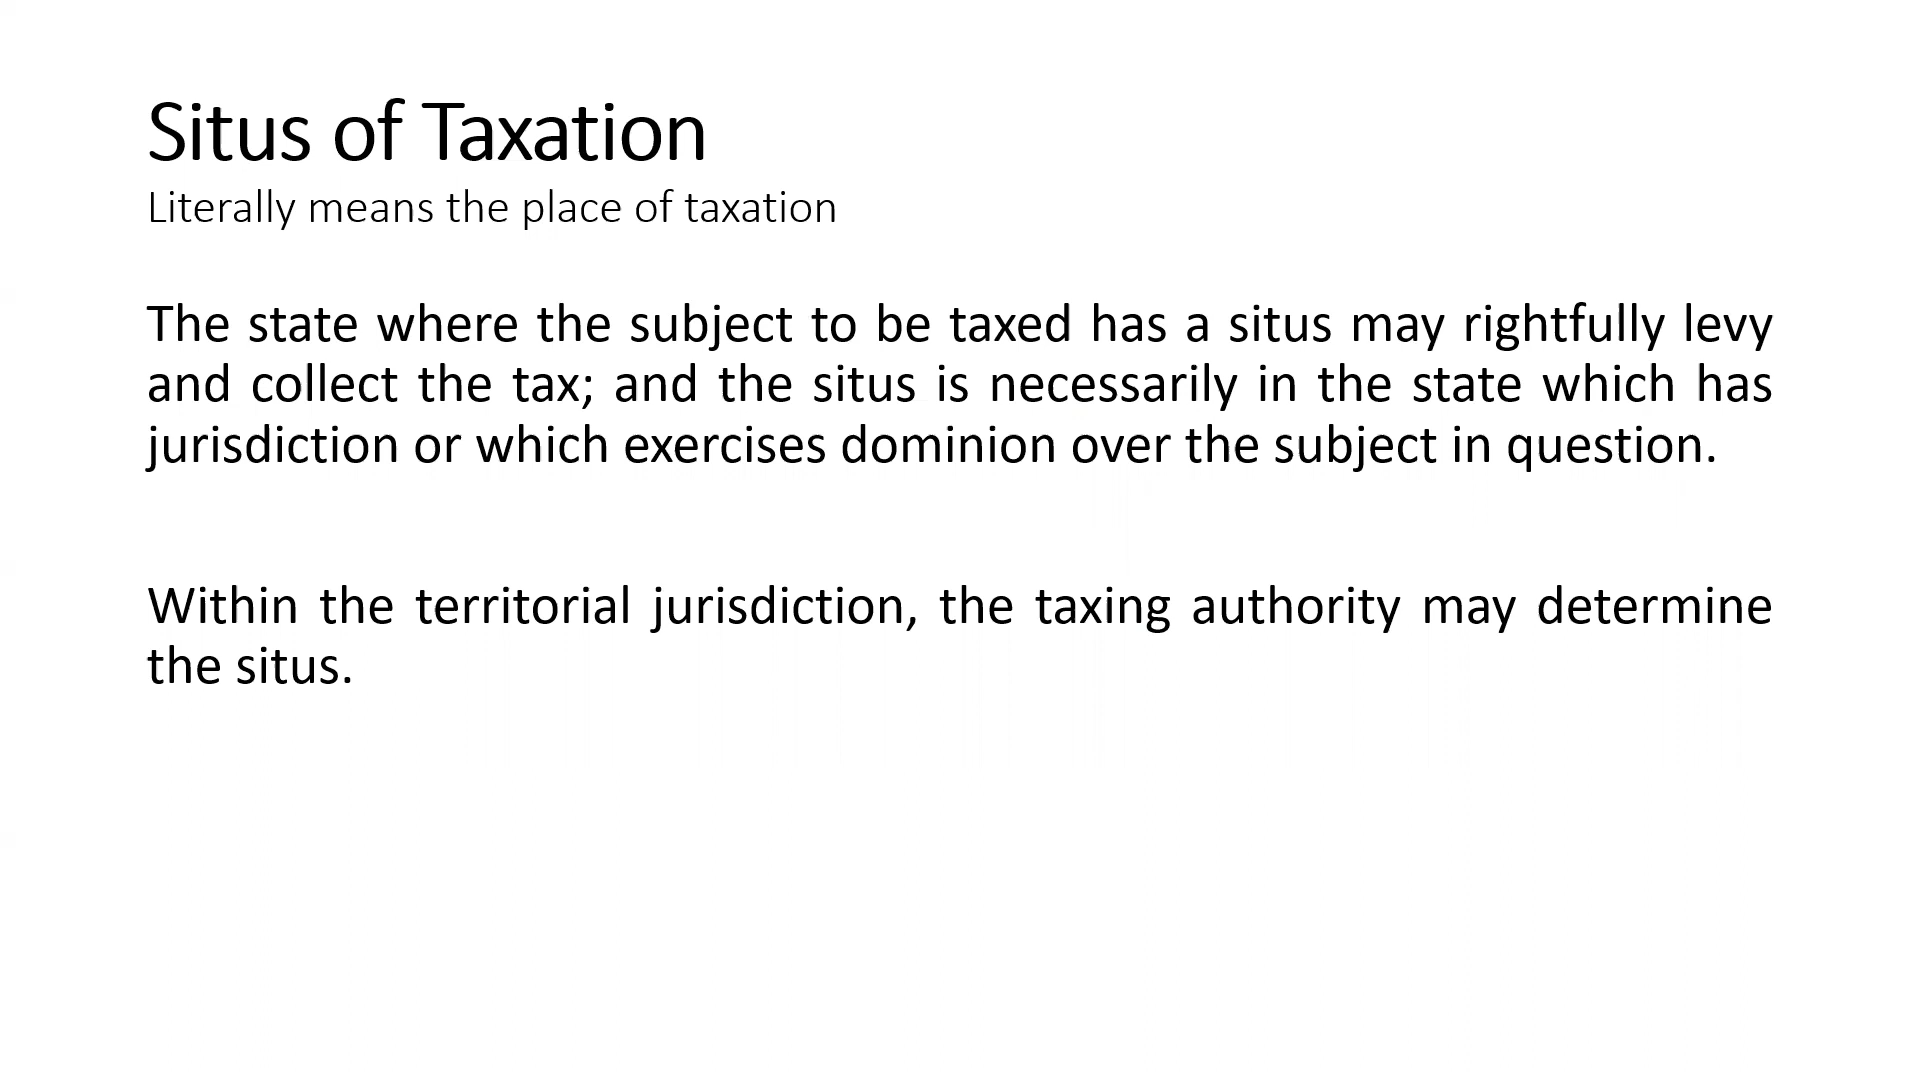 Situs of Taxation
Literally means the place of taxation
The state where the subject to be taxed has a situs may rightfully levy
and collect the tax; and the situs is necessarily in the state which has
jurisdiction or which exercises dominion over the subject in question.
Within the territorial jurisdiction, the taxing authority may determine
the situs.